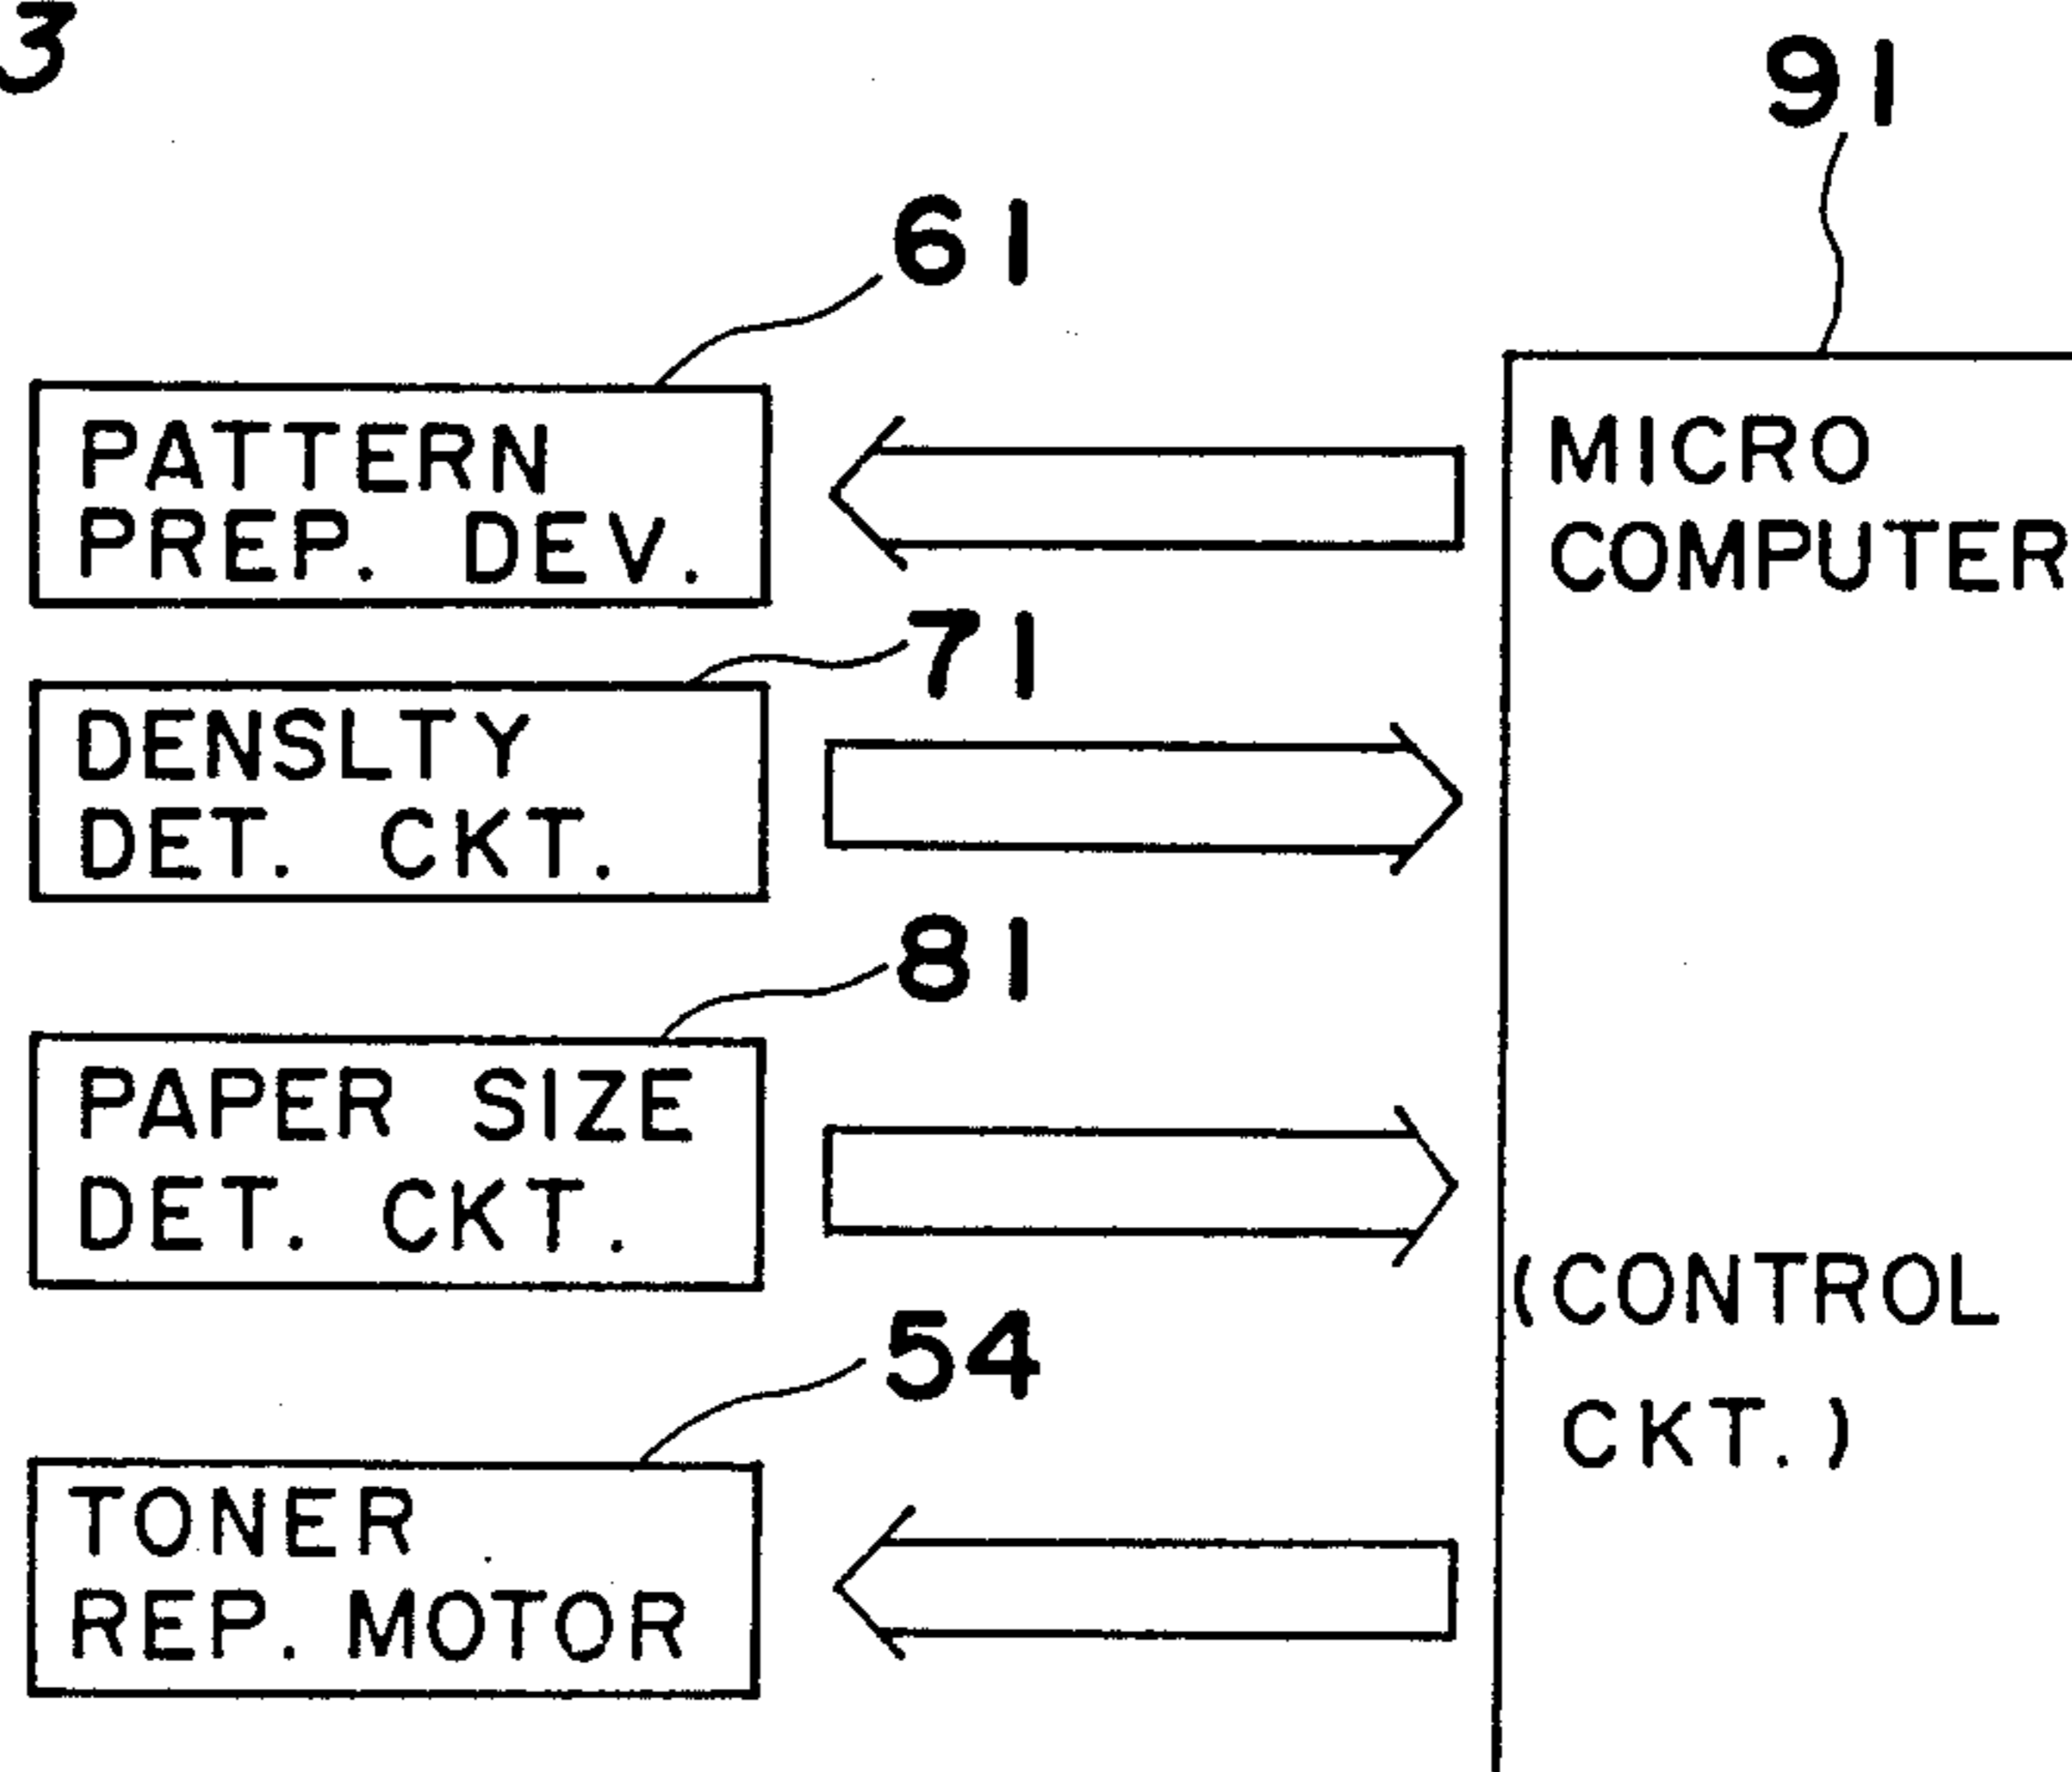 3
91
61
PATTERN
PREP. DEV.
MICRO
COMPUTER
71
DENSLTY
DET. CKT.
81
PAPER SIZE
DET. CKT.
(CONTROL
CKT.)
54
TONER
REP. MOTOR